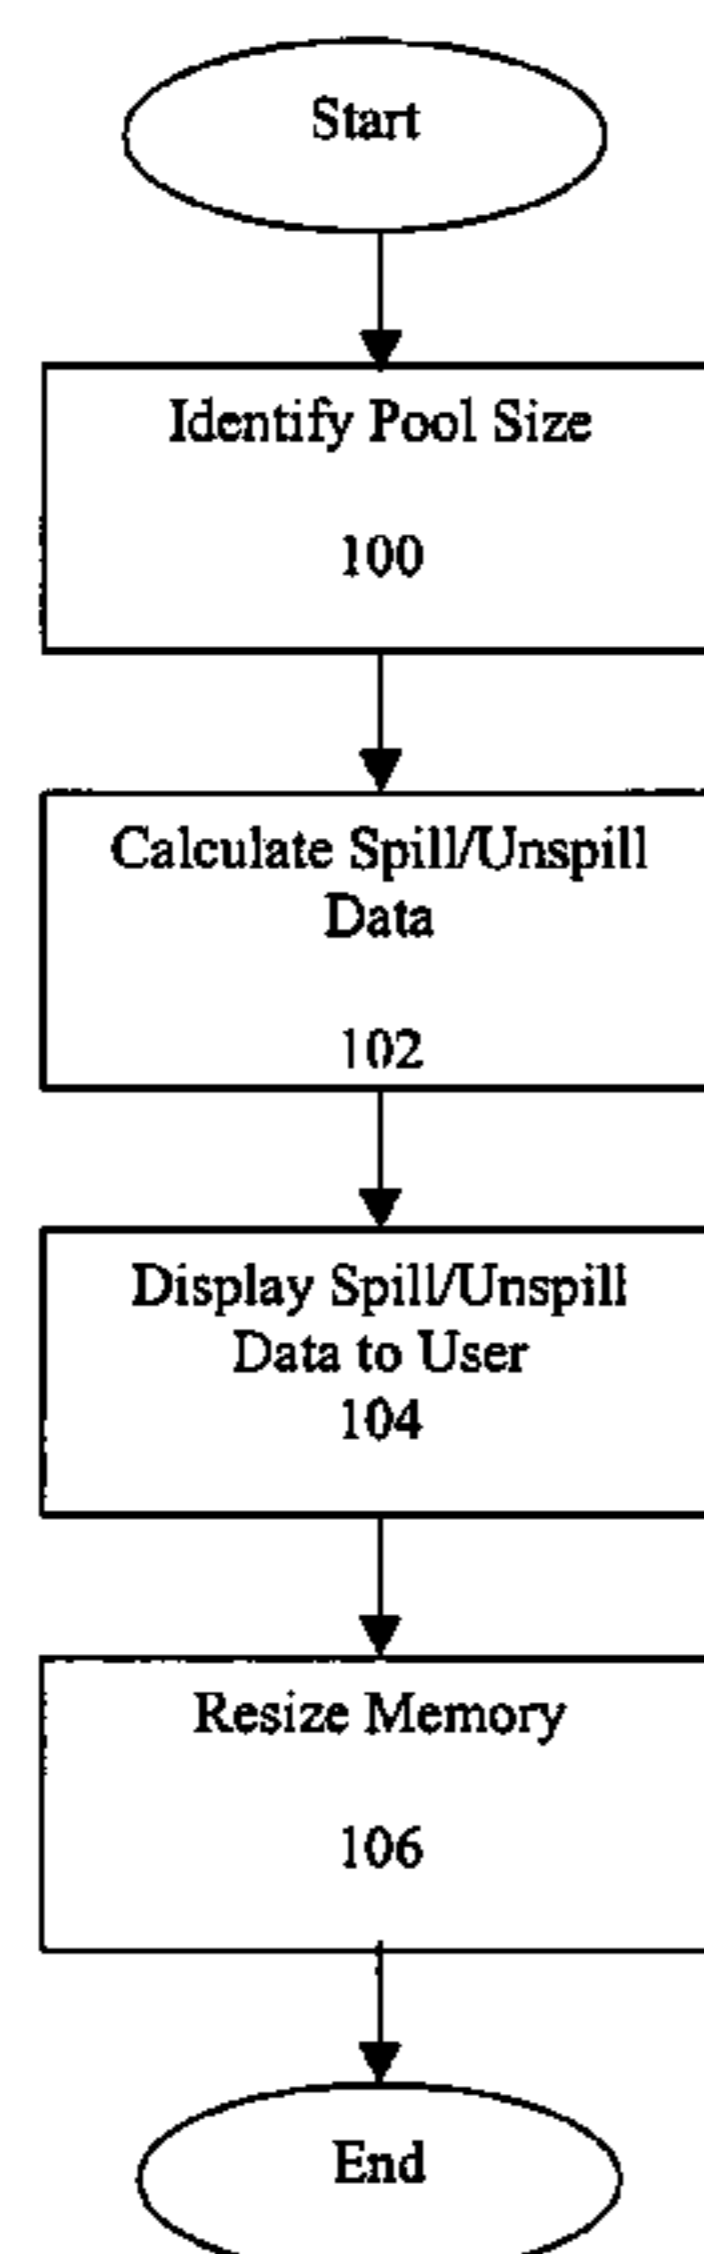 Start
Identify Pool Size
100
Calculate Spill/Unspill
Data
102
Display Spill/Unspill
Data to User
104
Resize Memory
106
End